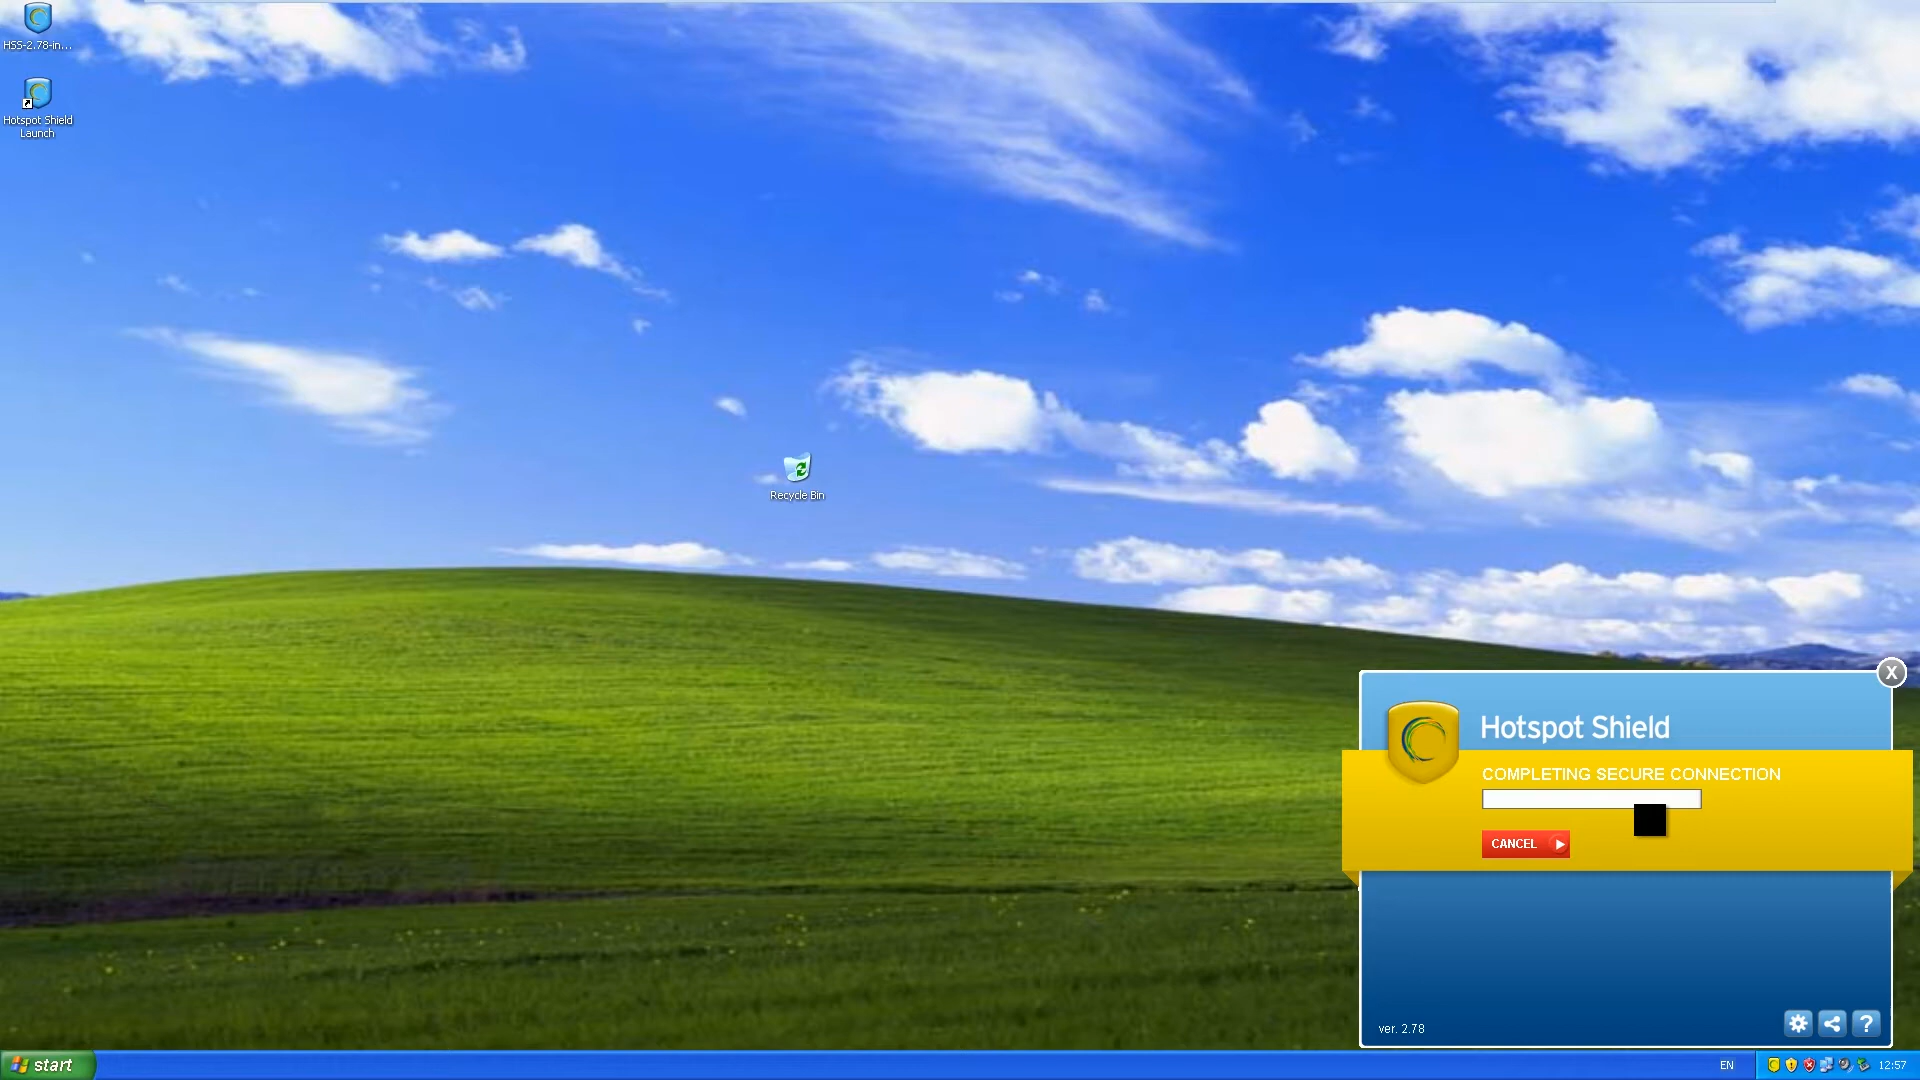 HSS-2.78-in...
Hotspot Shield
Launch
Recycle Bin
X
Hotspot Shield
COMPLETING SECURE CONNECTION
CANCEL
ver. 2.78
?
start
EN
12:57